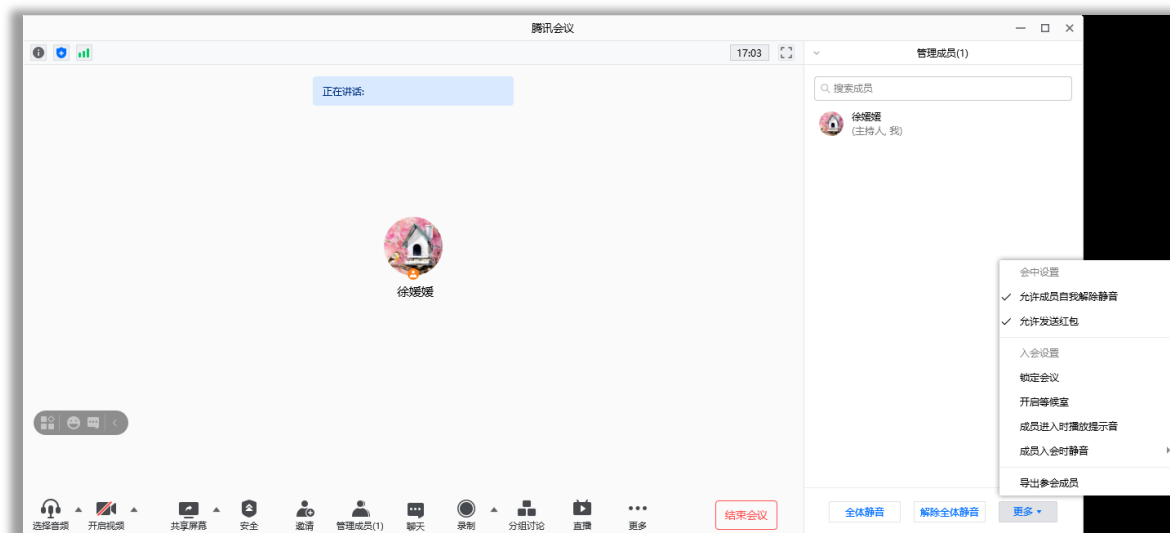 腾讯会议
17:03
管理成员(1)
正在讲话:
搜索成员
徐媛媛
(主持人, 我)
徐媛媛
会中设置
允许成员自我解除静音
允许发送红包
入会设置
锁定会议
开启等候室
成员进入时播放提示音
成员入会时静音
导出参会成员
选择音频
开启视频
共享屏幕
安全
邀请
管理成员(1)
聊天
录制
分组讨论
直播
更多
结束会议
全体静音
解除全体静音
更多